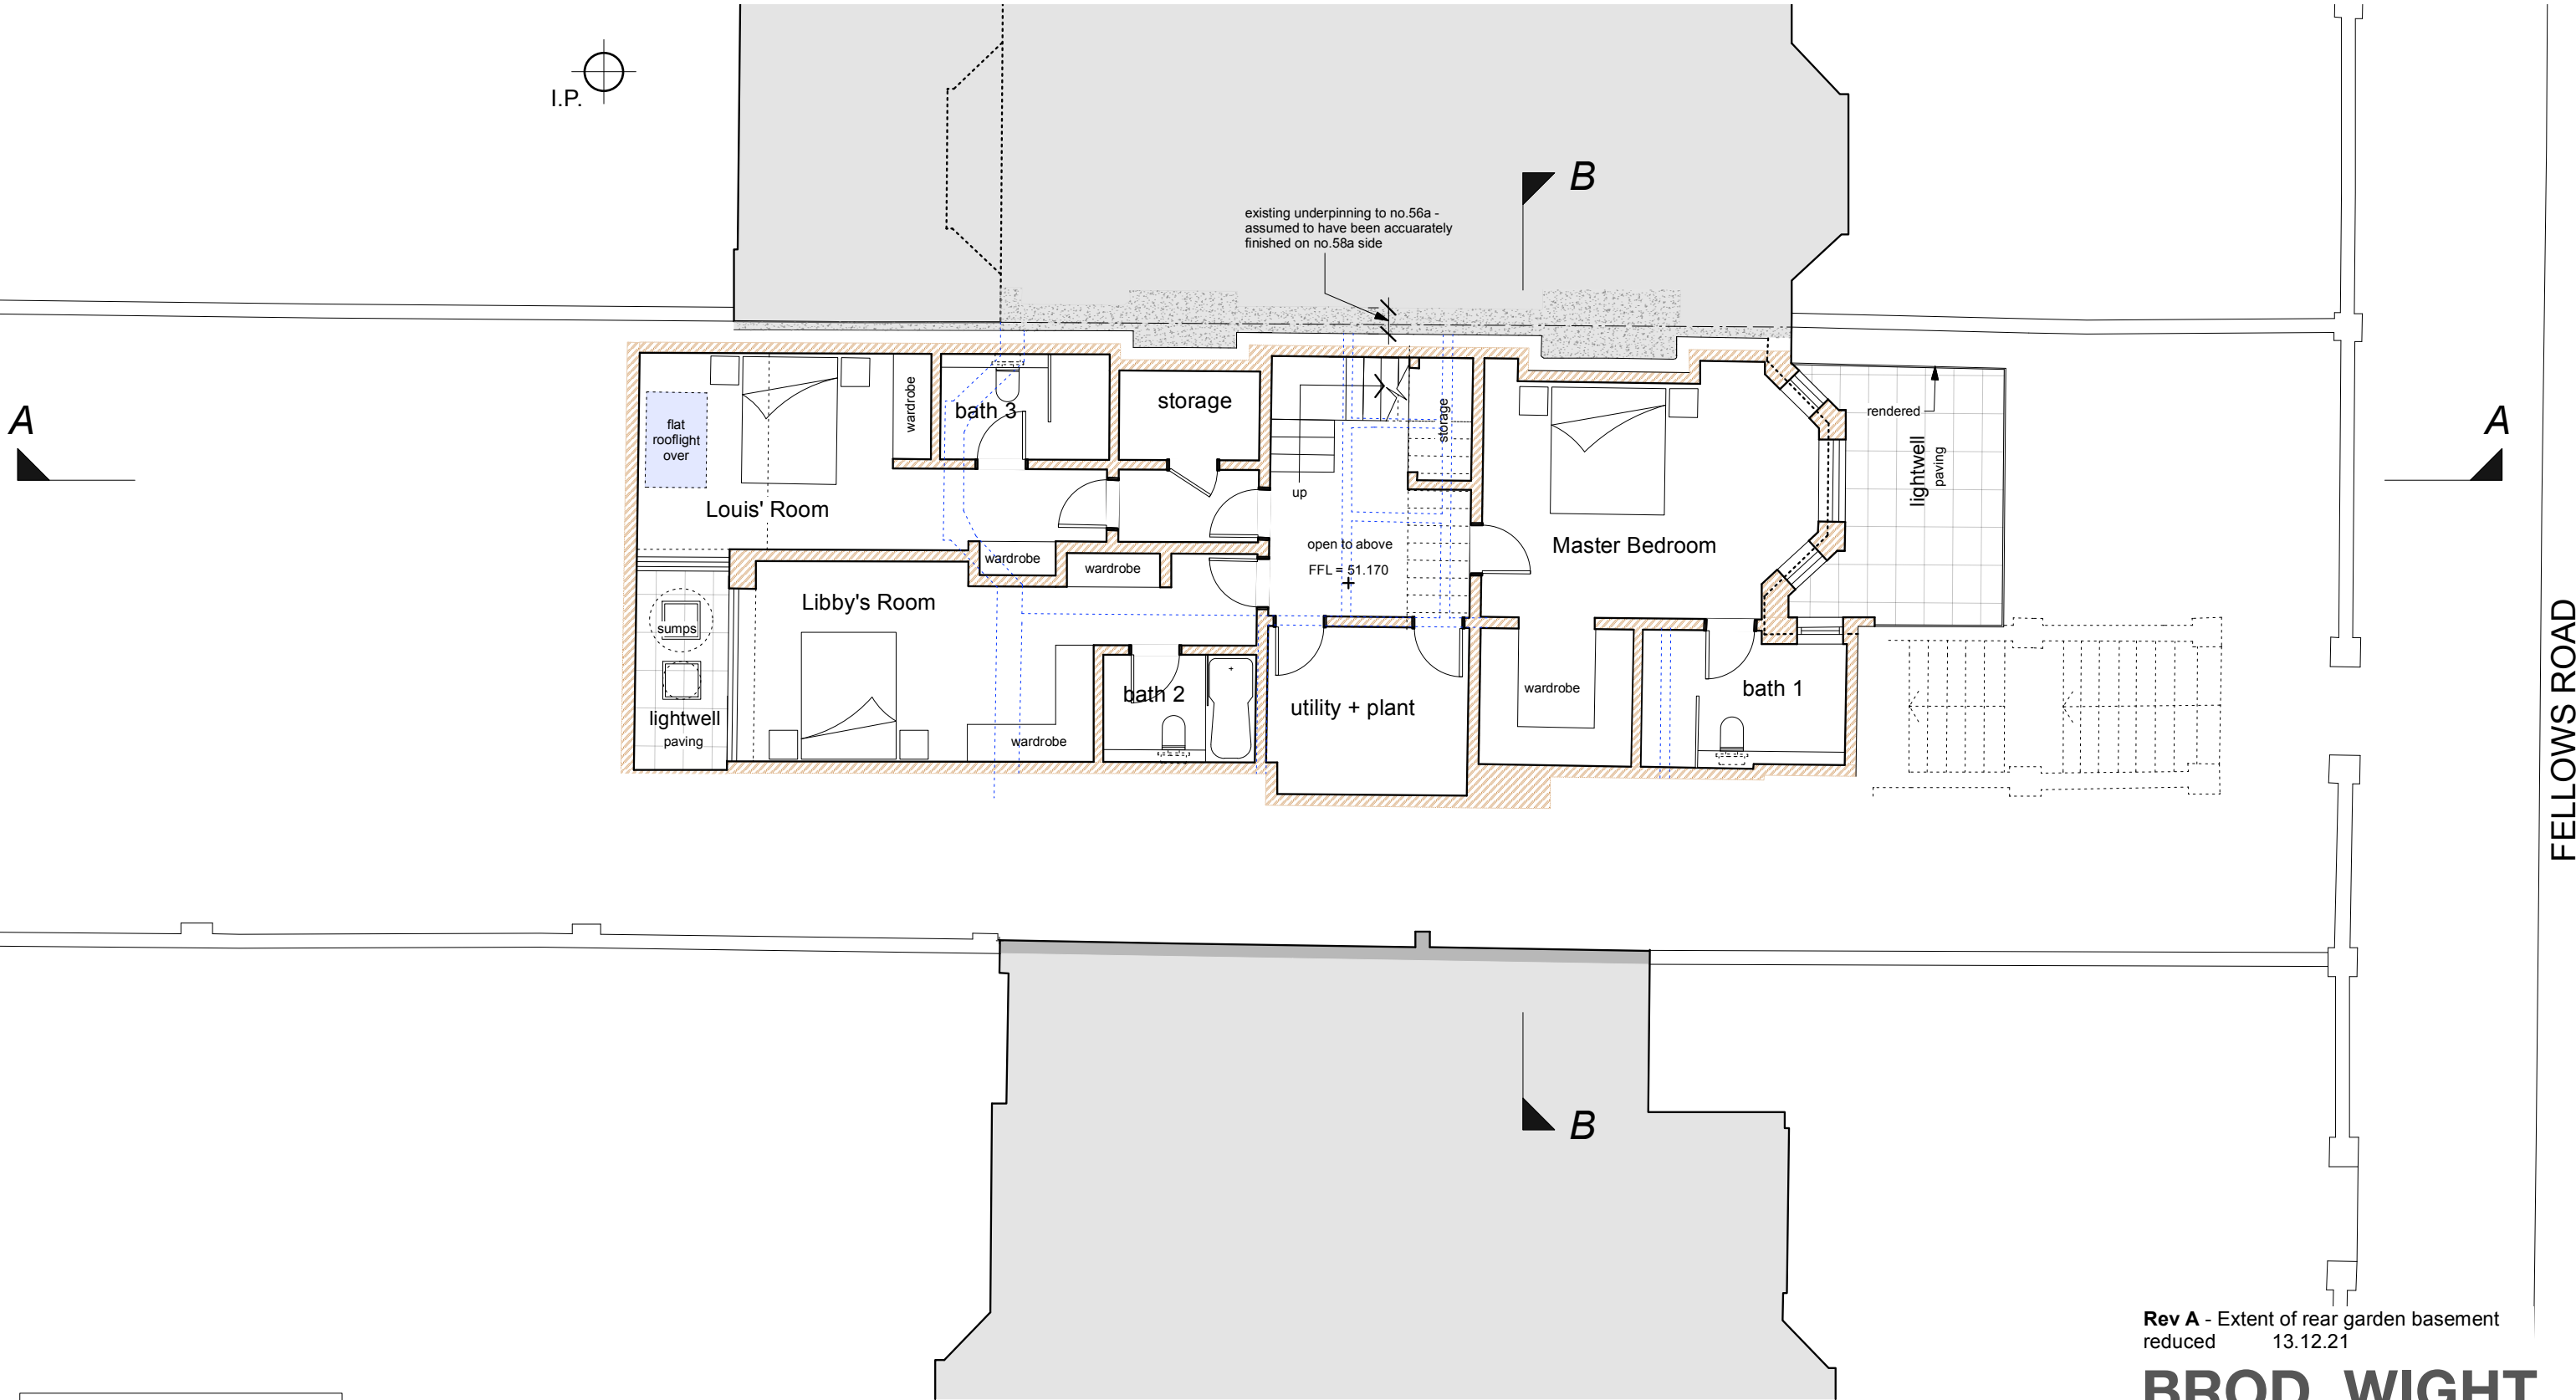 I.P.
B
existing underpinning to no.56a -
assumed to have been accuarately
finished on no.58a side
A
flat
rooflight
over
wardrobe
bath 3
storage
storage
up
rendered
lightwell
paving
A
Louis' Room
wardrobe
wardrobe
open to above
FFL = 51.170
Master Bedroom
Libby's Room
sumps
lightwell
paving
wardrobe
bath 2
utility + plant
wardrobe
bath 1
FELLOWS ROAD
B
Rev A - Extent of rear garden basement
reduced 13.12.21
BROD WIGHT